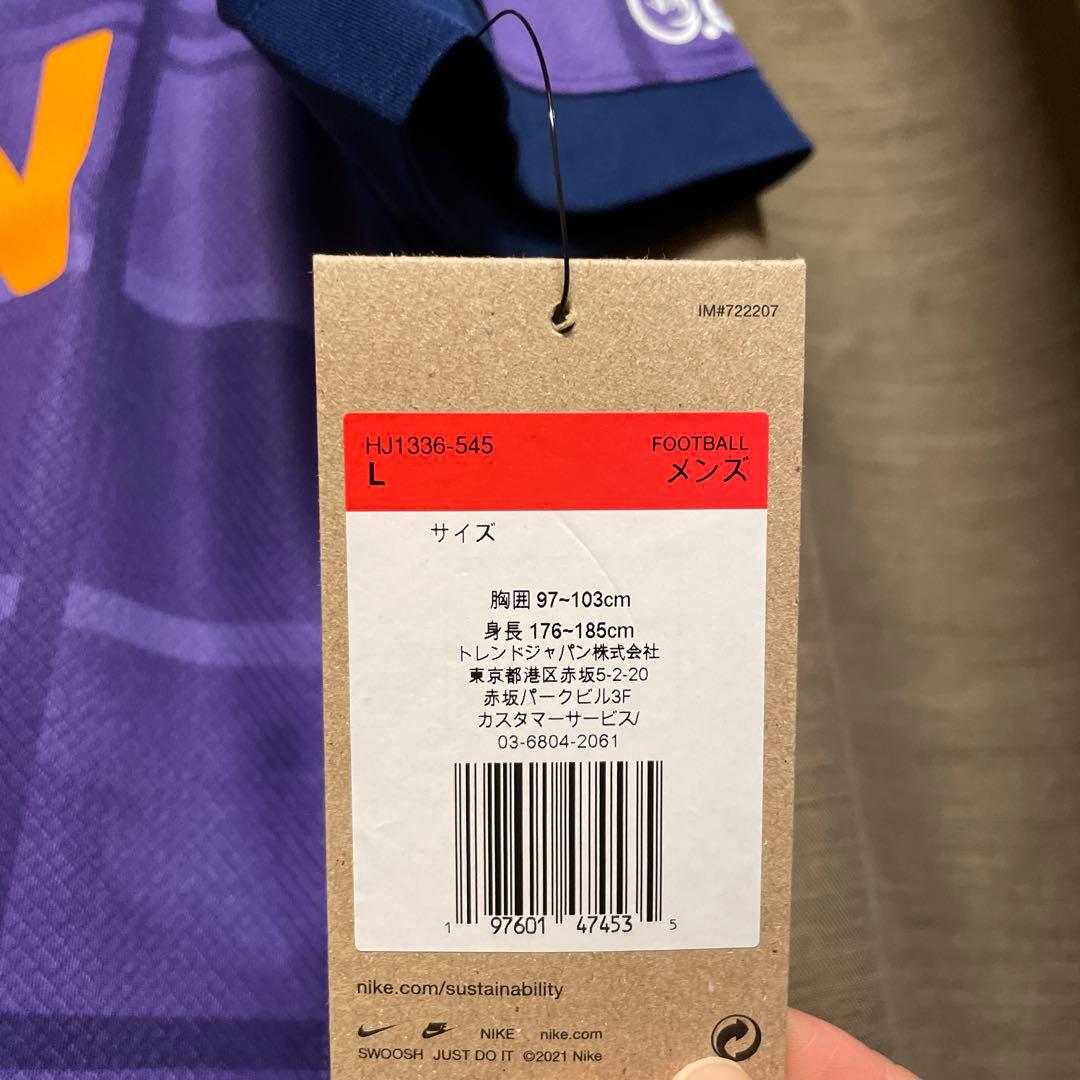 IM#722207
HJ1336-545
FOOTBALL
L
メンズ
サイズ
胸囲 97~103cm
身長 176~185cm
トレンドジャパン株式会社
東京都港区赤坂5-2-20
赤坂パークビル3F
カスタマーサービス/
03-6804-2061
1 97601 47453 5
nike.com/sustainability
NIKE nike.com
SWOOSH JUST DO IT ©2021 Nike